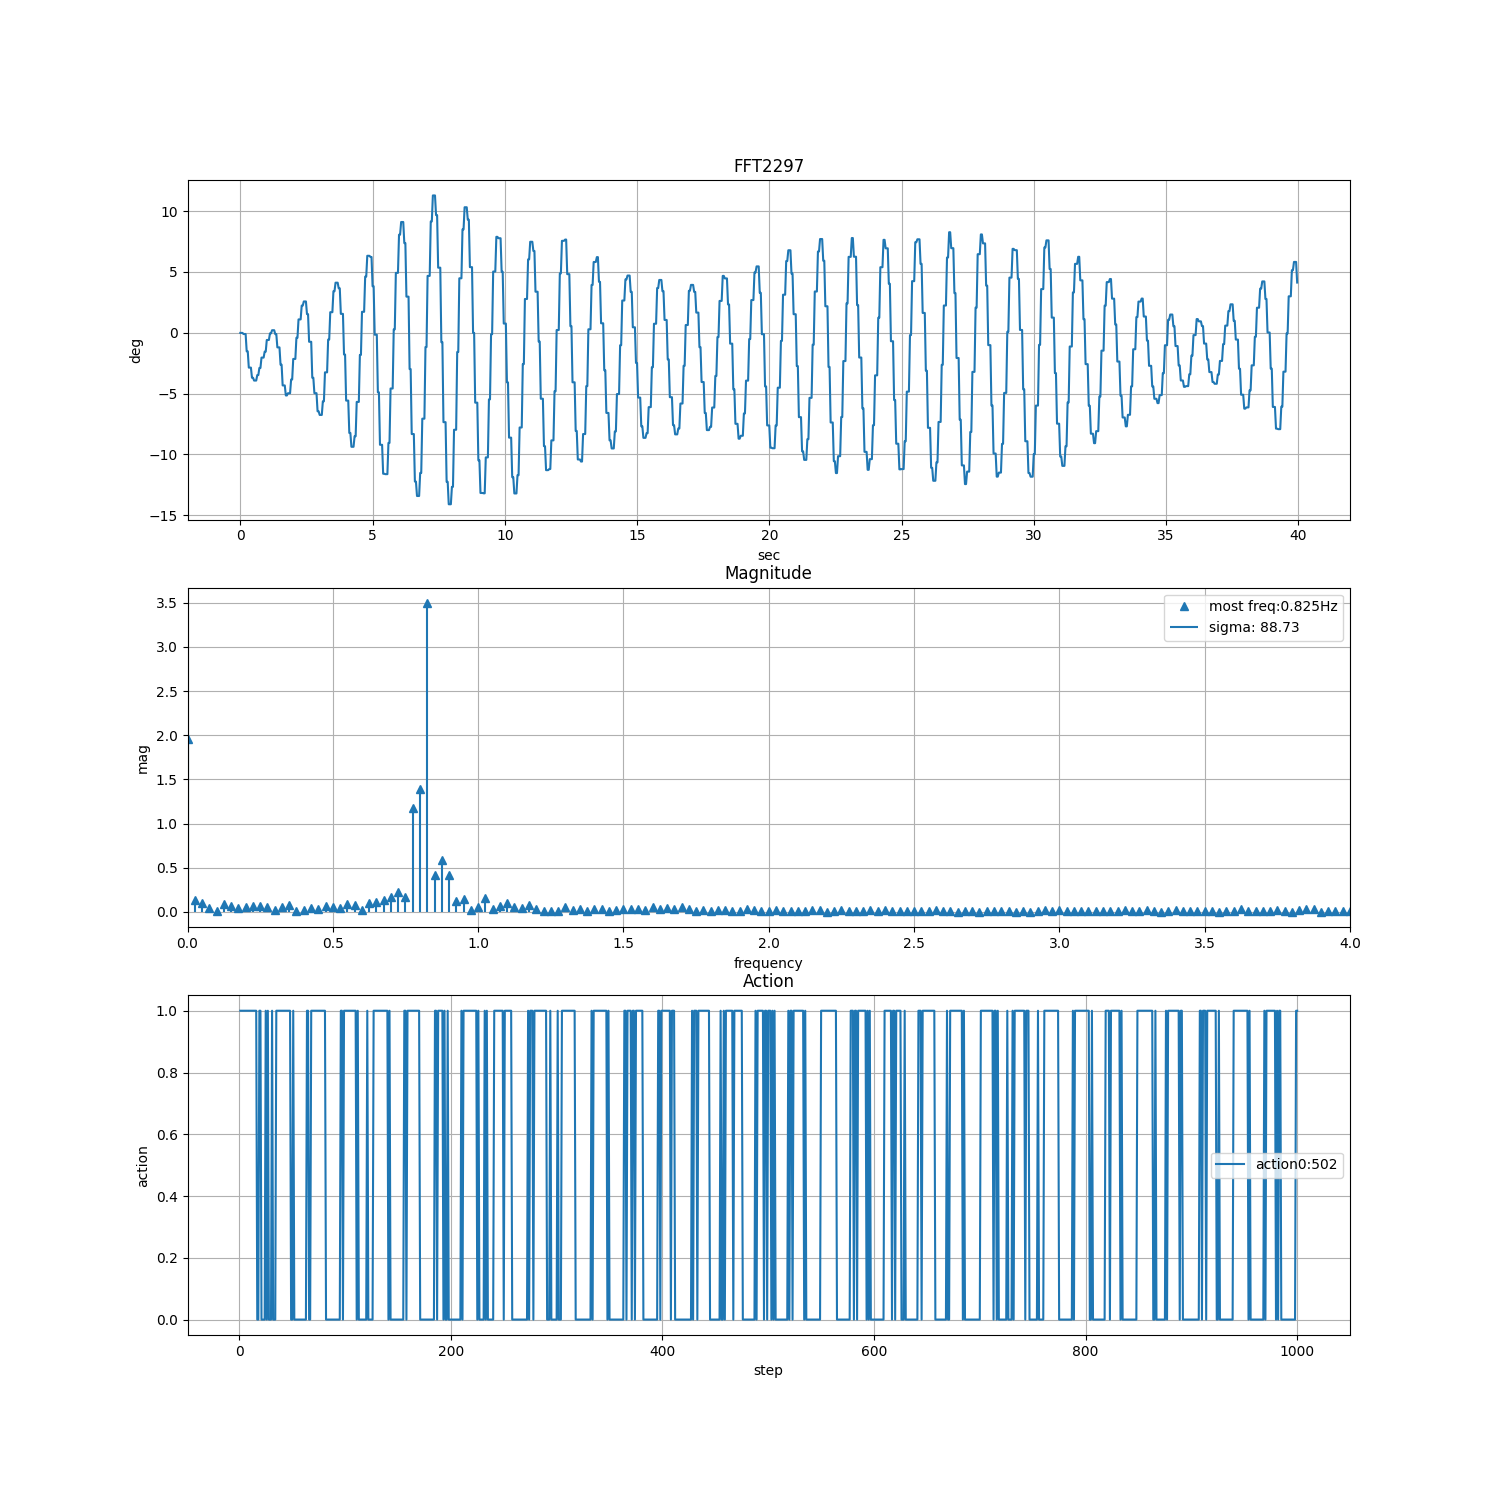 FFT2297
10
5
0
−5
−10
−15
deg
0 5 10 15 20 25 30 35 40
sec
Magnitude
3.5
3.0
2.5
2.0
1.5
1.0
0.5
0.0
mag
most freq:0.825Hz
sigma: 88.73
0.0 0.5 1.0 1.5 2.0 2.5 3.0 3.5 4.0
frequency
Action
1.0
0.8
0.6
0.4
0.2
0.0
action
action0:502
0 200 400 600 800 1000
step